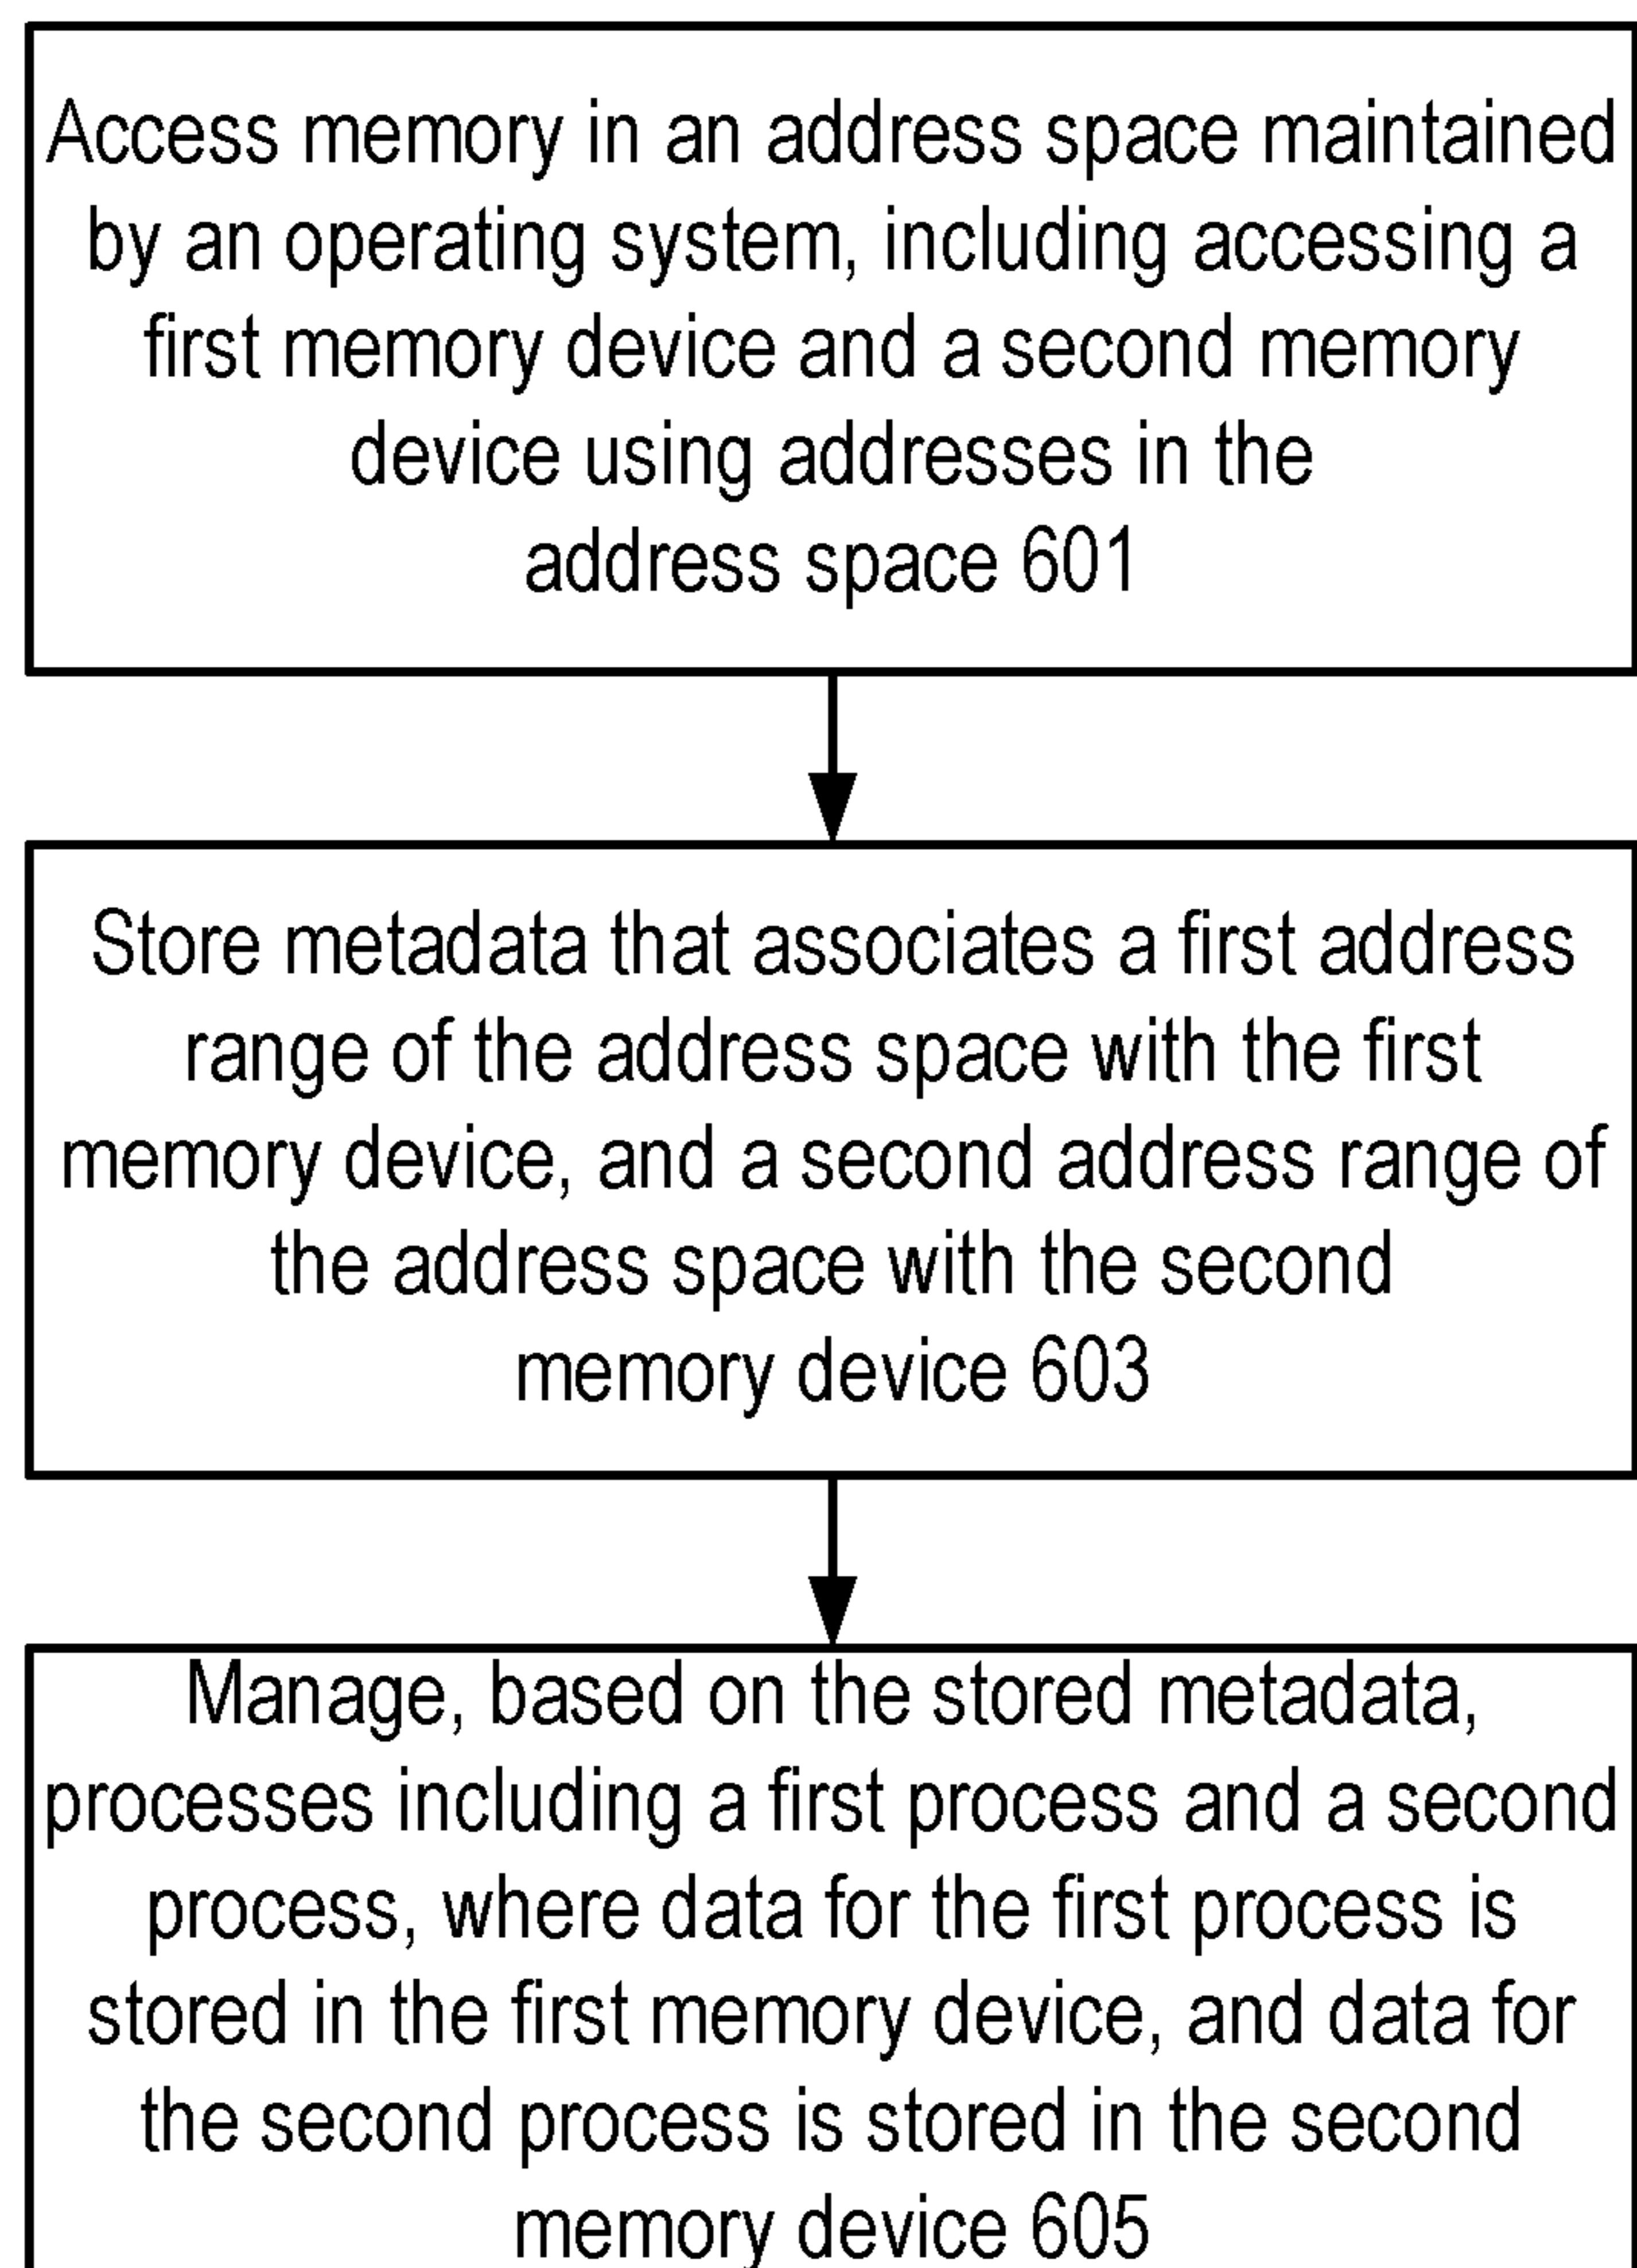 Access memory in an address space maintained
by an operating system, including accessing a
first memory device and a second memory
device using addresses in the
address space 601
Store metadata that associates a first address
range of the address space with the first
memory device, and a second address range of
the address space with the second
memory device 603
Manage, based on the stored metadata,
processes including a first process and a second
process, where data for the first process is
stored in the first memory device, and data for
the second process is stored in the second
memory device 605